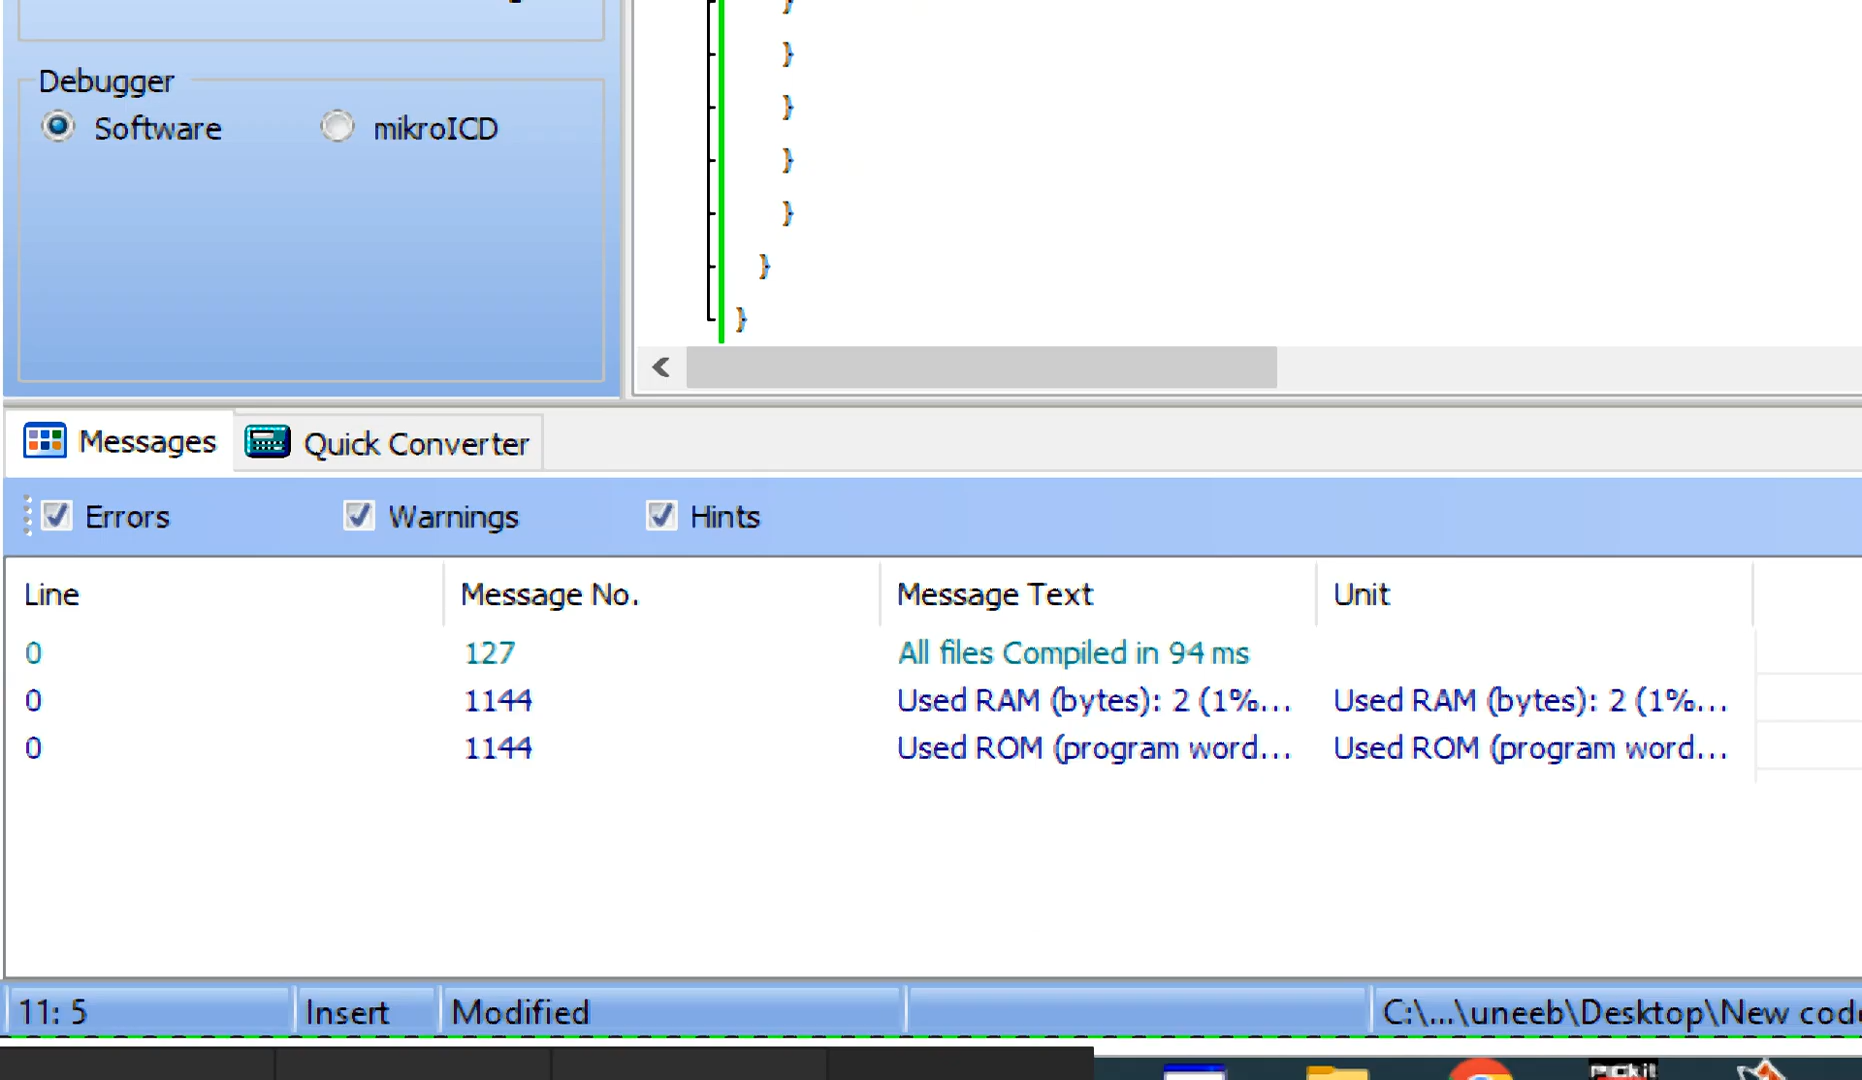 }
}
}
}
}
}
}
Debugger
Software mikroICD
Messages Quick Converter
Errors Warnings Hints
Line Message No. Message Text Unit
0 127 All files Compiled in 94 ms
0 1144 Used RAM (bytes): 2 (1%... Used RAM (bytes): 2 (1%...
0 1144 Used ROM (program word... Used ROM (program word...
11: 5 Insert Modified C:\...\uneeb\Desktop\New code